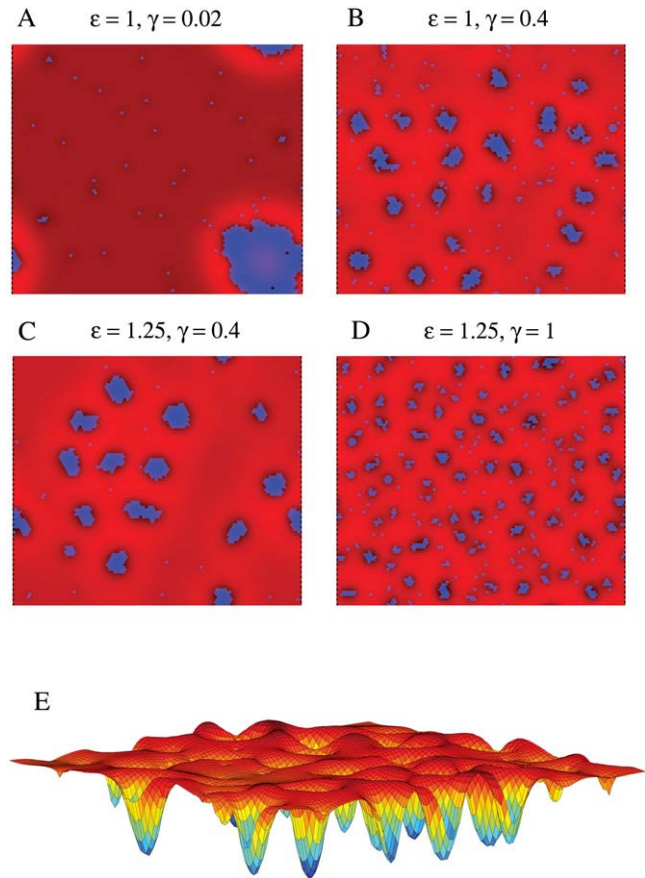 A ε = 1, γ = 0.02
B ε = 1, γ = 0.4
C ε = 1.25, γ = 0.4
D ε = 1.25, γ = 1
E